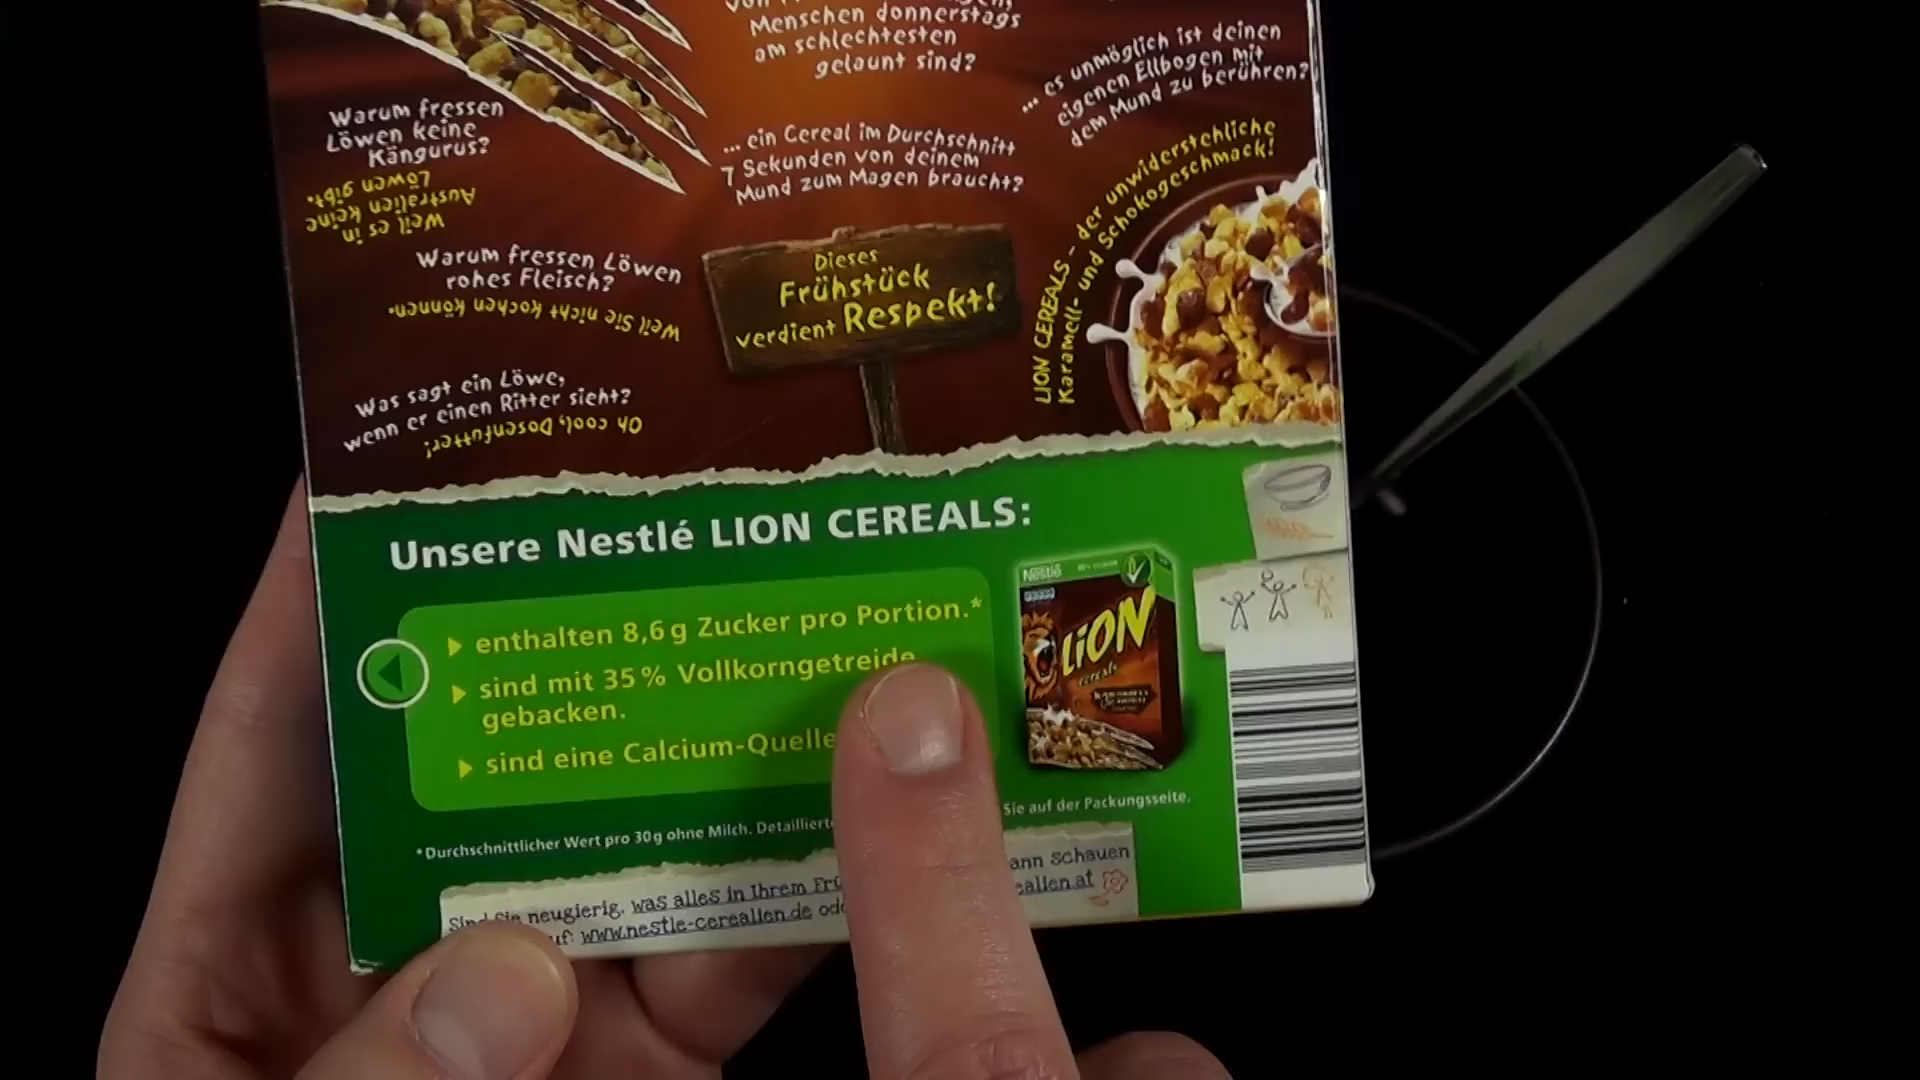 Menschen donnerstags
am schlechtesten
gelaunt sind?
... es unmöglich ist deinen
eigenen Ellbogen mit
dem Mund zu berühren?
Warum fressen
Löwen keine
Kängurus?
Weil es in
Australien keine
Löwen gibt.
... ein Cereal im Durchschnitt
7 Sekunden von deinem
Mund zum Magen braucht?
LION CEREALS - der unwiderstehliche
Karamell- und Schokogeschmack!
Warum fressen Löwen
rohes Fleisch?
Weil Sie nicht kochen können.
Dieses
Frühstück
verdient Respekt!
Was sagt ein Löwe,
wenn er einen Ritter sieht?
Oh cool, Dosenfutter!
Unsere Nestlé LION CEREALS:
enthalten 8,6 g Zucker pro Portion.*
sind mit 35% Vollkorngetreide
gebacken.
sind eine Calcium-Quelle
Nestlé
LION
cereals
*Durchschnittlicher Wert pro 30 g ohne Milch. Detailliert Sie auf der Packungsseite.
Sind Sie neugierig, was alles in Ihrem Frü ann schauen
uf: www.nestle-cerealien.de ode ealien.at